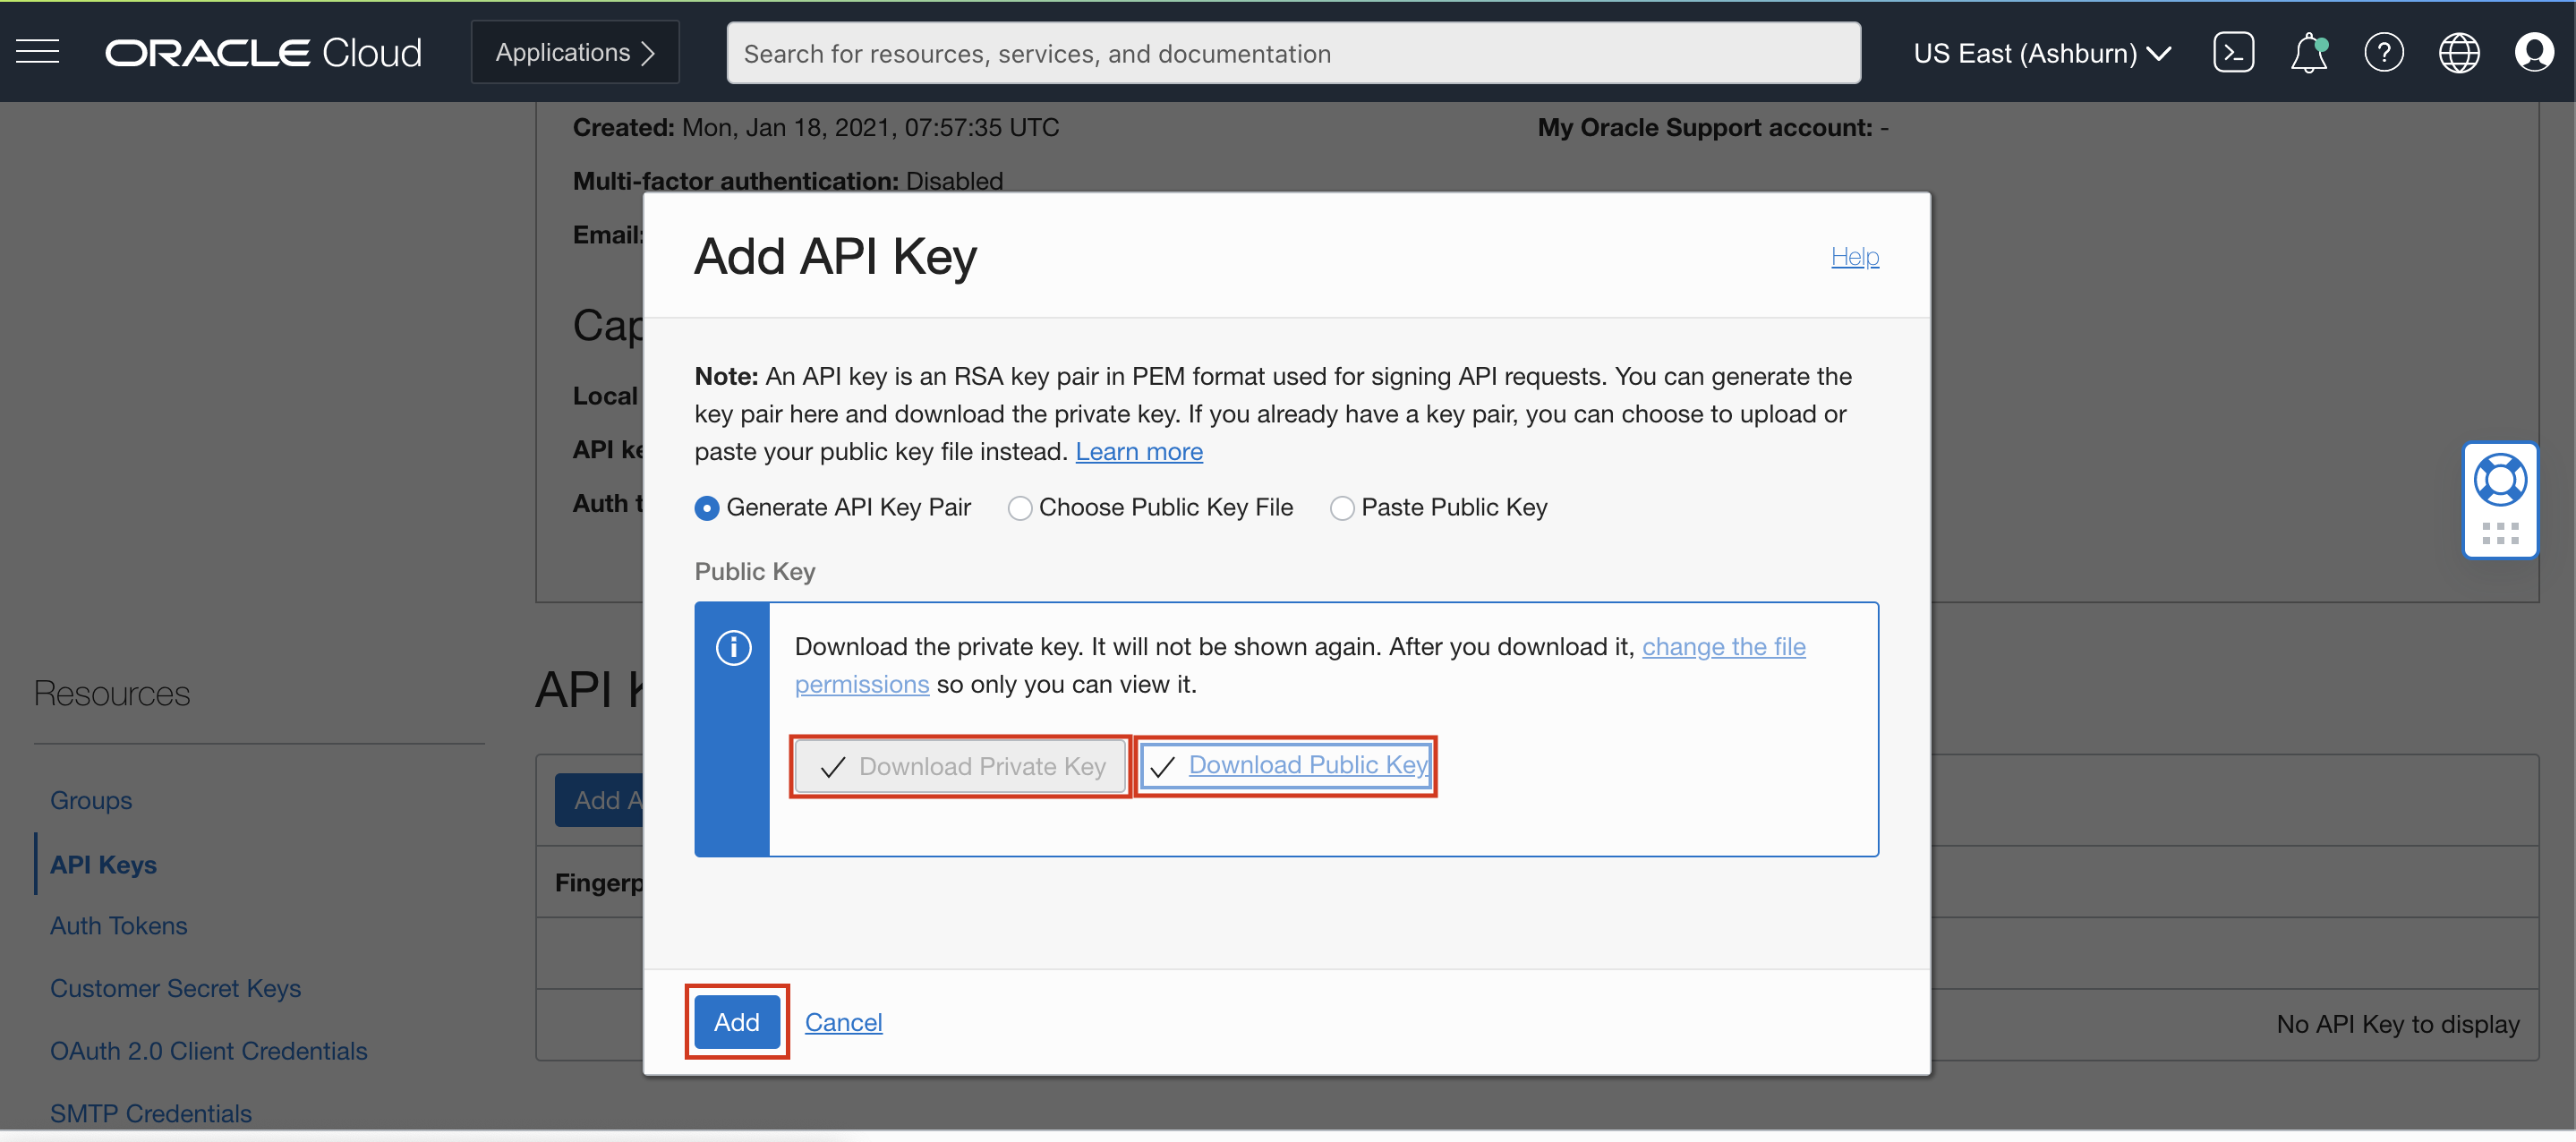 ORACLE Cloud
Applications
Search for resources, services, and documentation
US East (Ashburn)
Created: Mon, Jan 18, 2021, 07:57:35 UTC
My Oracle Support account: -
Multi-factor authentication: Disabled
Email:
Cap
Local
API ke
Auth t
Add API Key
Help
Note: An API key is an RSA key pair in PEM format used for signing API requests. You can generate the
key pair here and download the private key. If you already have a key pair, you can choose to upload or
paste your public key file instead. Learn more
Generate API Key Pair
Choose Public Key File
Paste Public Key
Public Key
Download the private key. It will not be shown again. After you download it, change the file
permissions so only you can view it.
Download Private Key
Download Public Key
Add
Cancel
Resources
Groups
API Keys
Auth Tokens
Customer Secret Keys
OAuth 2.0 Client Credentials
SMTP Credentials
API K
Add A
Fingerp
No API Key to display